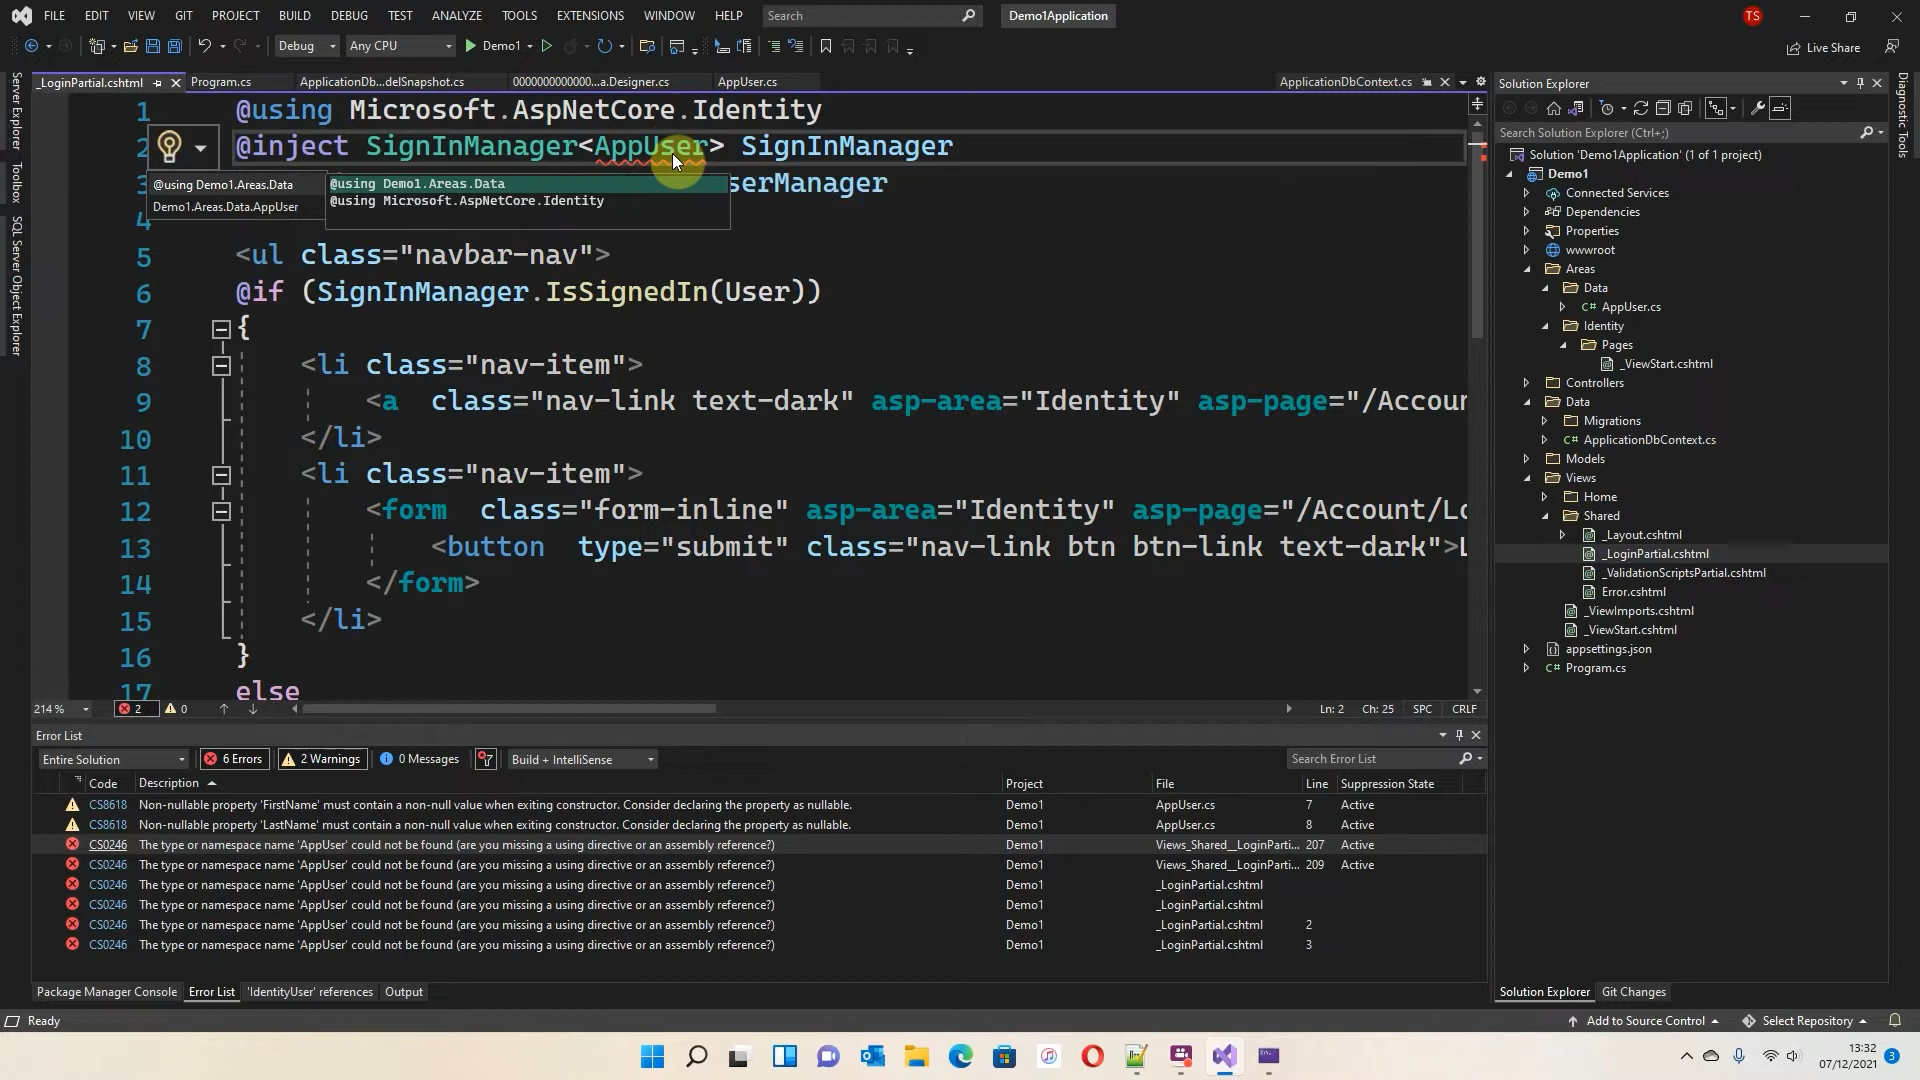 FILE EDIT VIEW GIT PROJECT BUILD DEBUG TEST ANALYZE TOOLS EXTENSIONS WINDOW HELP Search Demo1Application TS
Debug Any CPU Demo1 Live Share
_LoginPartial.cshtml Program.cs ApplicationDb...delSnapshot.cs 0000000000000...a.Designer.cs AppUser.cs ApplicationDbContext.cs
Server Explorer
Toolbox
SQL Server Object Explorer
Diagnostic Tools
1 @using Microsoft.AspNetCore.Identity
2 @inject SignInManager<AppUser> SignInManager
3 serManager
@using Demo1.Areas.Data
Demo1.Areas.Data.AppUser
@using Demo1.Areas.Data
@using Microsoft.AspNetCore.Identity
4
5 <ul class="navbar-nav">
6 @if (SignInManager.IsSignedIn(User))
7 {
8 <li class="nav-item">
9 <a class="nav-link text-dark" asp-area="Identity" asp-page="/Accour
10 </li>
11 <li class="nav-item">
12 <form class="form-inline" asp-area="Identity" asp-page="/Account/Lo
13 <button type="submit" class="nav-link btn btn-link text-dark">L
14 </form>
15 </li>
16 }
17 else
214 % 2 0 Ln: 2 Ch: 25 SPC CRLF
Solution Explorer
Search Solution Explorer (Ctrl+;)
Solution 'Demo1Application' (1 of 1 project)
Demo1
Connected Services
Dependencies
Properties
wwwroot
Areas
Data
C# AppUser.cs
Identity
Pages
_ViewStart.cshtml
Controllers
Data
Migrations
C# ApplicationDbContext.cs
Models
Views
Home
Shared
_Layout.cshtml
_LoginPartial.cshtml
_ValidationScriptsPartial.cshtml
Error.cshtml
_ViewImports.cshtml
_ViewStart.cshtml
appsettings.json
C# Program.cs
Solution Explorer Git Changes
Error List
Entire Solution 6 Errors 2 Warnings 0 Messages Build + IntelliSense Search Error List
Code Description Project File Line Suppression State
CS8618 Non-nullable property 'FirstName' must contain a non-null value when exiting constructor. Consider declaring the property as nullable. Demo1 AppUser.cs 7 Active
CS8618 Non-nullable property 'LastName' must contain a non-null value when exiting constructor. Consider declaring the property as nullable. Demo1 AppUser.cs 8 Active
CS0246 The type or namespace name 'AppUser' could not be found (are you missing a using directive or an assembly reference?) Demo1 Views_Shared__LoginParti... 207 Active
CS0246 The type or namespace name 'AppUser' could not be found (are you missing a using directive or an assembly reference?) Demo1 Views_Shared__LoginParti... 209 Active
CS0246 The type or namespace name 'AppUser' could not be found (are you missing a using directive or an assembly reference?) Demo1 _LoginPartial.cshtml
CS0246 The type or namespace name 'AppUser' could not be found (are you missing a using directive or an assembly reference?) Demo1 _LoginPartial.cshtml
CS0246 The type or namespace name 'AppUser' could not be found (are you missing a using directive or an assembly reference?) Demo1 _LoginPartial.cshtml 2
CS0246 The type or namespace name 'AppUser' could not be found (are you missing a using directive or an assembly reference?) Demo1 _LoginPartial.cshtml 3
Package Manager Console Error List 'IdentityUser' references Output
Ready Add to Source Control Select Repository
13:32
07/12/2021 3